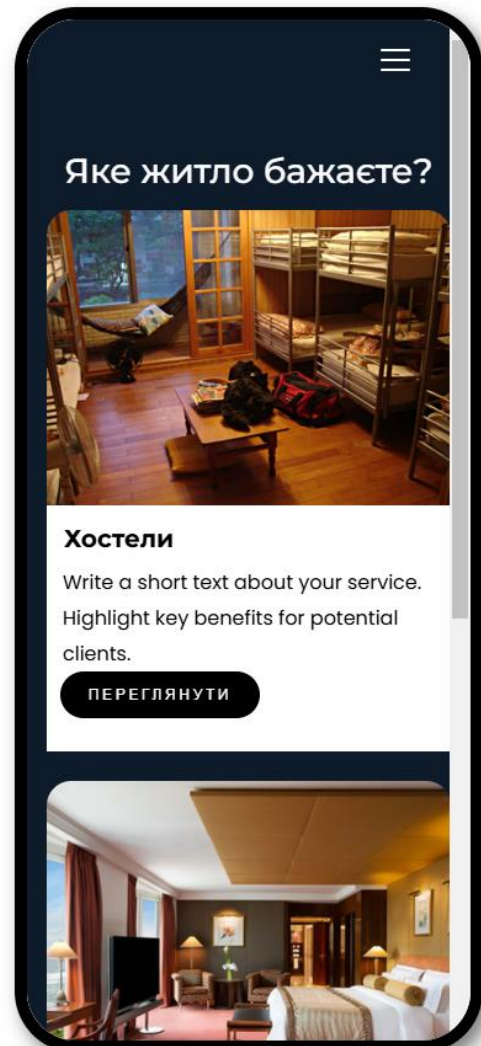 Яке житло бажаєте?
Хостели
Write a short text about your service.
Highlight key benefits for potential
clients.
ПЕРЕГЛЯНУТИ